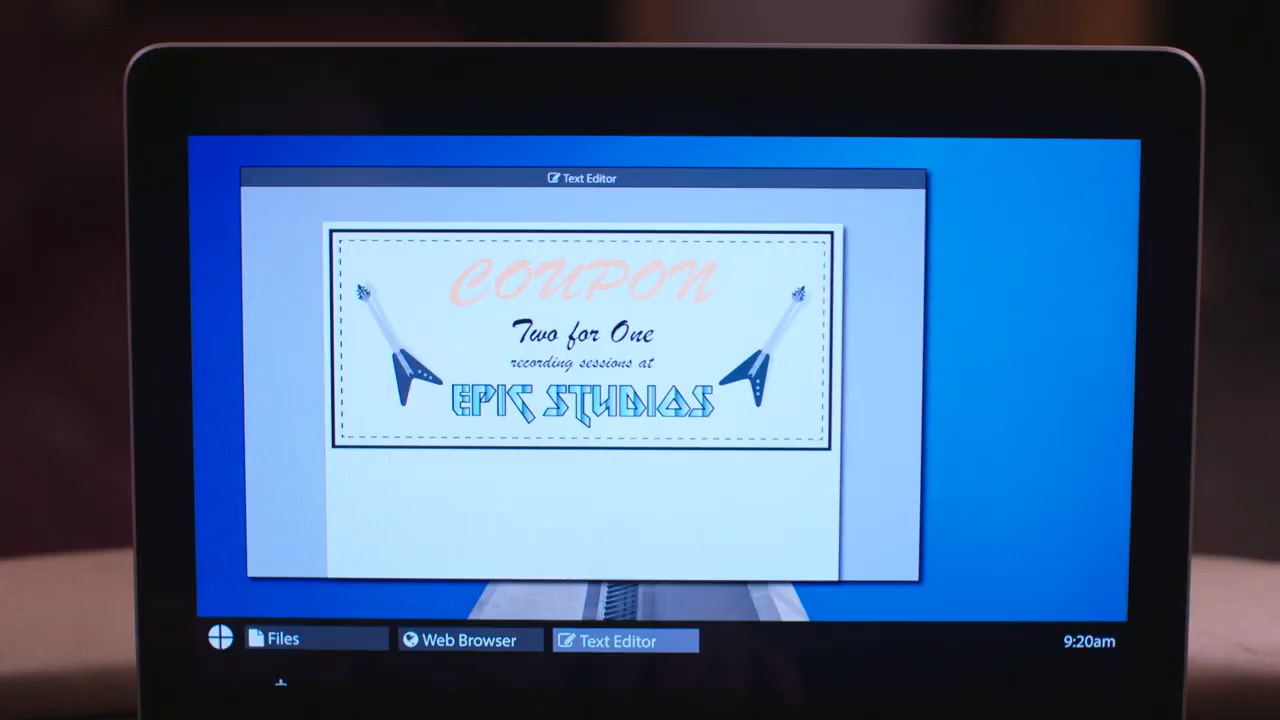 Text Editor
COUPON
Two for One
recording sessions at
EPIC STUDIOS
Files
Web Browser
Text Editor
9:20am